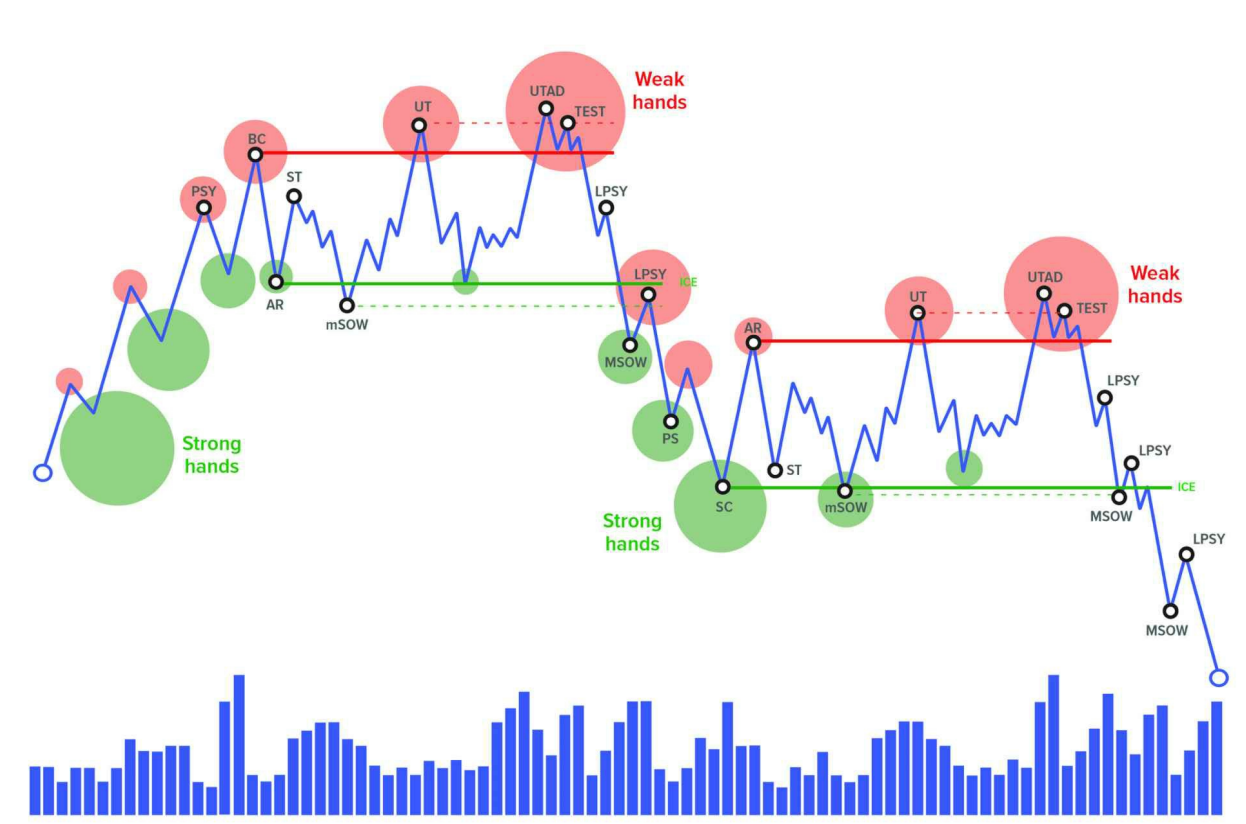 Weak
hands
UTAD
UT
TEST
BC
ST
PSY
LPSY
LPSY
ICE
AR
mSOW
MSOW
PS
Strong
hands
Weak
hands
UTAD
UT
TEST
AR
LPSY
LPSY
ST
ICE
SC
mSOW
MSOW
Strong
hands
LPSY
MSOW